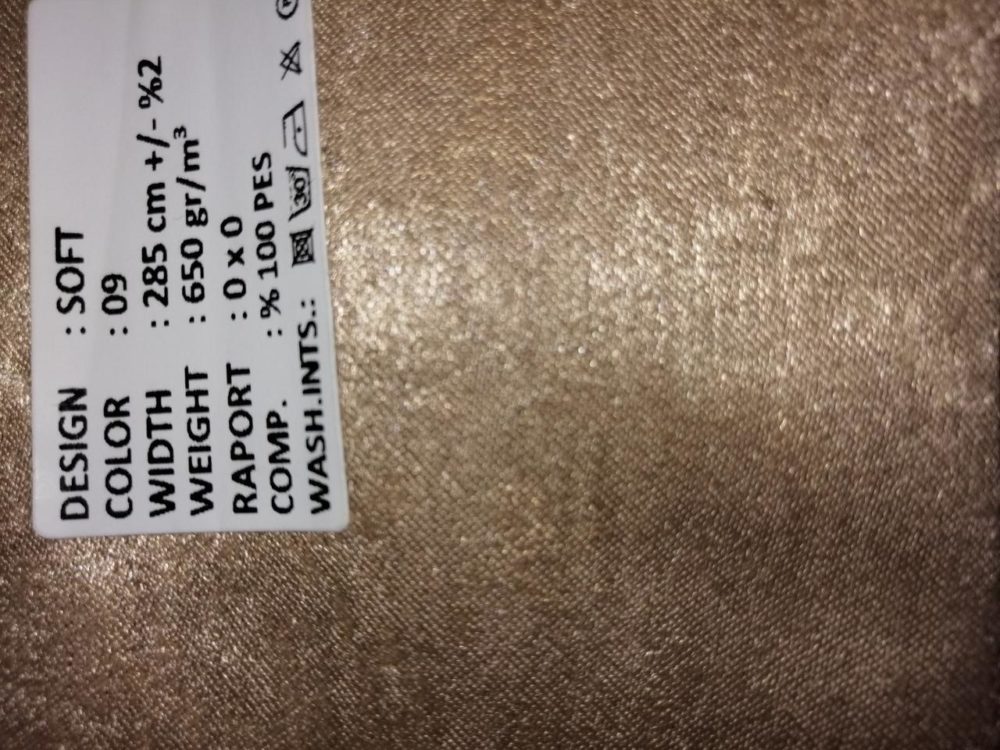 DESIGN : SOFT
COLOR : 09
WIDTH : 285 cm +/- %2
WEIGHT : 650 gr/m³
RAPORT : 0 x 0
COMP. : % 100 PES
WASH.INTS.: 30